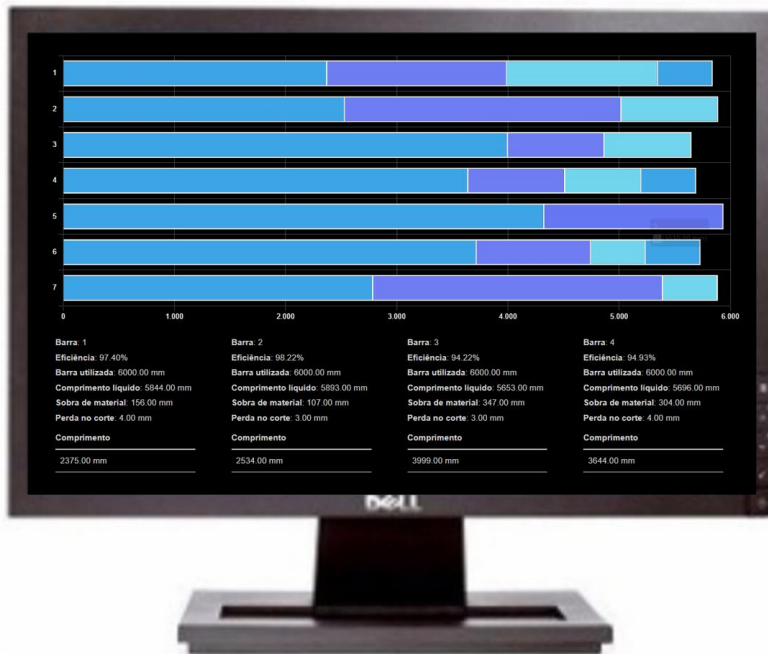 1
2
3
4
5
6
7
0 1.000 2.000 3.000 4.000 5.000 6.000
Barra: 1
Eficiência: 97.40%
Barra utilizada: 6000.00 mm
Comprimento líquido: 5844.00 mm
Sobra de material: 156.00 mm
Perda no corte: 4.00 mm
Comprimento
2375.00 mm
Barra: 2
Eficiência: 98.22%
Barra utilizada: 6000.00 mm
Comprimento líquido: 5893.00 mm
Sobra de material: 107.00 mm
Perda no corte: 3.00 mm
Comprimento
2534.00 mm
Barra: 3
Eficiência: 94.22%
Barra utilizada: 6000.00 mm
Comprimento líquido: 5653.00 mm
Sobra de material: 347.00 mm
Perda no corte: 3.00 mm
Comprimento
3999.00 mm
Barra: 4
Eficiência: 94.93%
Barra utilizada: 6000.00 mm
Comprimento líquido: 5696.00 mm
Sobra de material: 304.00 mm
Perda no corte: 4.00 mm
Comprimento
3644.00 mm
DELL